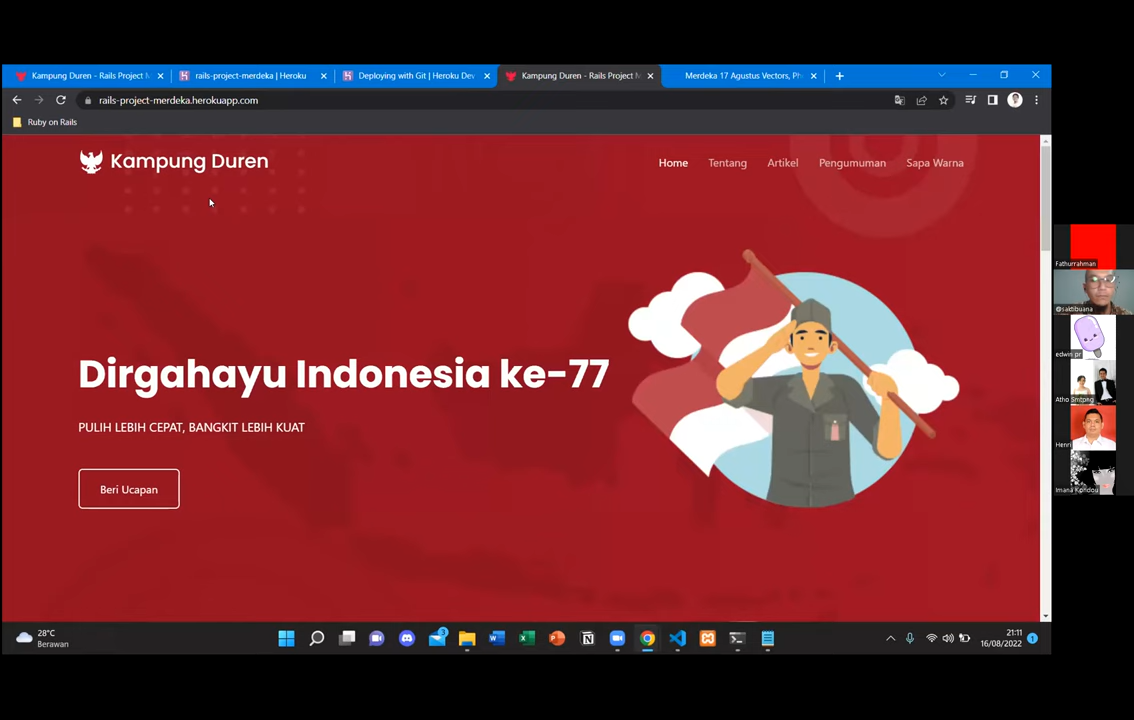 Kampung Duren - Rails Project M
rails-project-merdeka | Heroku
Deploying with Git | Heroku Dev
Kampung Duren - Rails Project M
Merdeka 17 Agustus Vectors, Ph
rails-project-merdeka.herokuapp.com
Ruby on Rails
Kampung Duren
Home
Tentang
Artikel
Pengumuman
Sapa Warna
Dirgahayu Indonesia ke-77
PULIH LEBIH CEPAT, BANGKIT LEBIH KUAT
Beri Ucapan
Fathurrahman
@saktibuana
edwin pr
Atho Smtpng
Henri
Imana Kondou
28°C
Berawan
3
21:11
16/08/2022
1